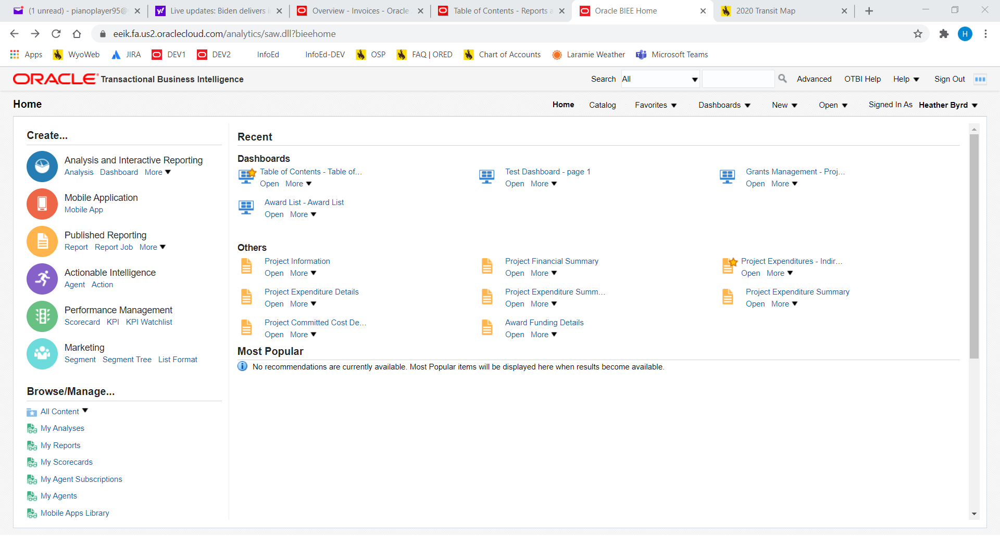 (1 unread) - pianoplayer95@
Live updates: Biden delivers i
Overview - Invoices - Oracle
Table of Contents - Reports a
Oracle BIEE Home
2020 Transit Map
eeik.fa.us2.oraclecloud.com/analytics/saw.dll?bieehome
H
Apps WyoWeb JIRA DEV1 DEV2 InfoEd InfoEd-DEV OSP FAQ | ORED Chart of Accounts Laramie Weather Microsoft Teams
ORACLE Transactional Business Intelligence
Search All Advanced OTBI Help Help Sign Out
Home
Home Catalog Favorites Dashboards New Open Signed In As Heather Byrd
Create...
Analysis and Interactive Reporting
Analysis Dashboard More
Mobile Application
Mobile App
Published Reporting
Report Report Job More
Actionable Intelligence
Agent Action
Performance Management
Scorecard KPI KPI Watchlist
Marketing
Segment Segment Tree List Format
Browse/Manage...
All Content
My Analyses
My Reports
My Scorecards
My Agent Subscriptions
My Agents
Mobile Apps Library
Recent
Dashboards
Table of Contents - Table of...
Open More
Test Dashboard - page 1
Open More
Grants Management - Proj...
Open More
Award List - Award List
Open More
Others
Project Information
Open More
Project Financial Summary
Open More
Project Expenditures - Indir...
Open More
Project Expenditure Details
Open More
Project Expenditure Summ...
Open More
Project Expenditure Summary
Open More
Project Committed Cost De...
Open More
Award Funding Details
Open More
Most Popular
No recommendations are currently available. Most Popular items will be displayed here when results become available.